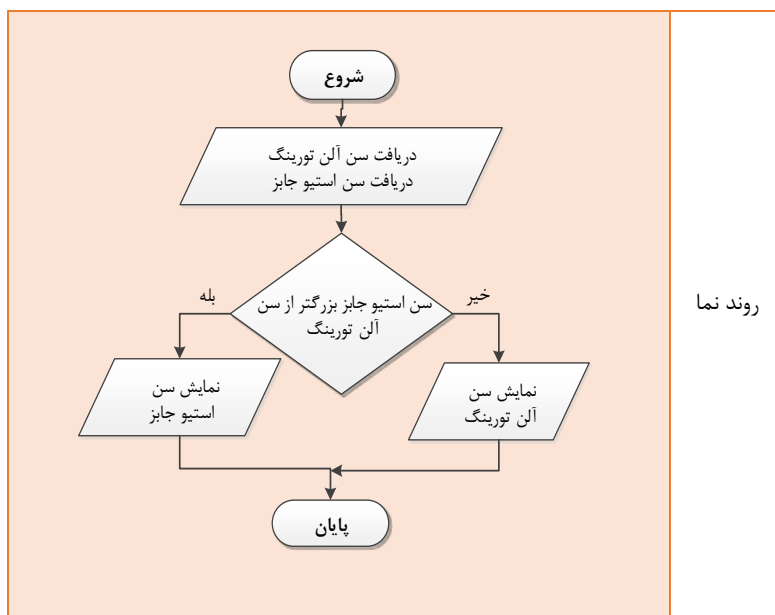 روند نما
شروع
دریافت سن آلن تورینگ
دریافت سن استیو جابز
سن استیو جابز بزرگتر از سن
آلن تورینگ
خیر
بله
نمایش سن
آلن تورینگ
نمایش سن
استیو جابز
پایان